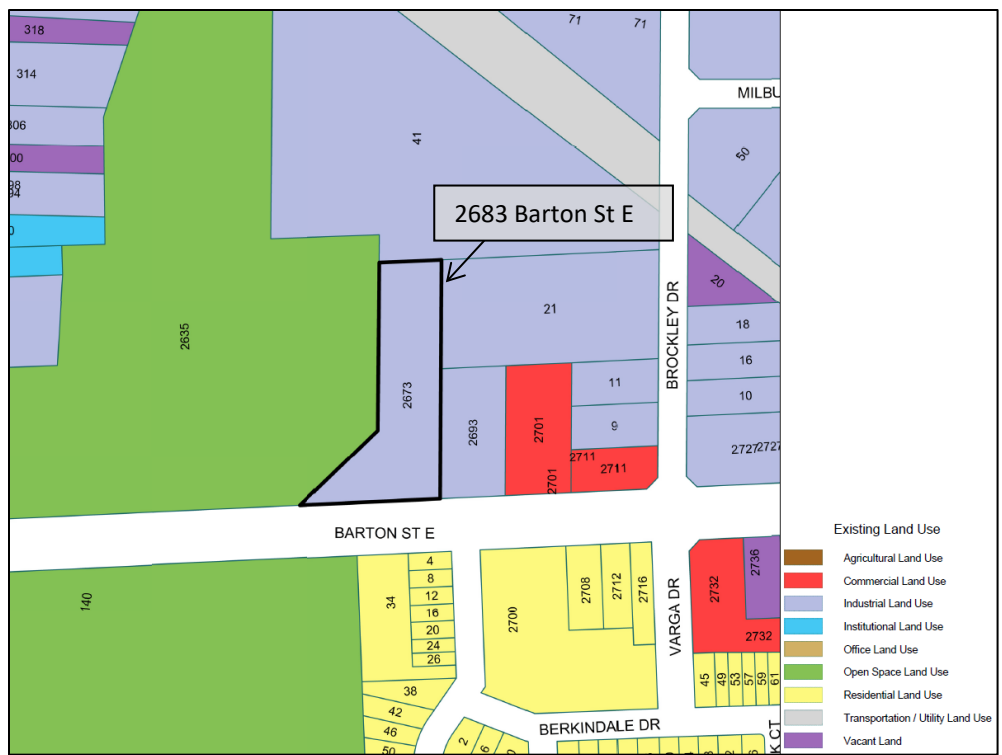 318
71
71
314
MILBU
41
306
50
2683 Barton St E
20
21
18
2635
BROCKLEY DR
16
11
2673
10
9
2693
2701
2727
2727
2711
2711
2701
BARTON ST E
4
8
12
16
20
24
26
34
140
2700
2708
2712
2716
VARGA DR
2732
2736
2732
38
42
46
50
45
49
53
57
59
61
BERKINDALE DR
2
K CT
Existing Land Use
Agricultural Land Use
Commercial Land Use
Industrial Land Use
Institutional Land Use
Office Land Use
Open Space Land Use
Residential Land Use
Transportation / Utility Land Use
Vacant Land